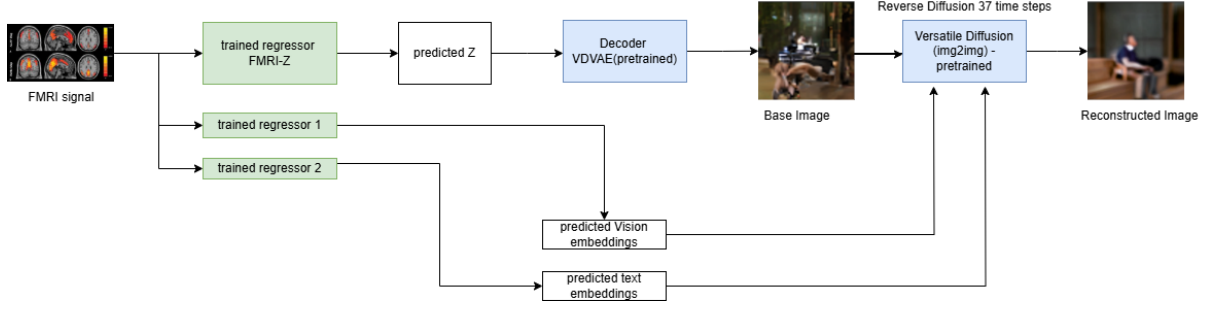 Reverse Diffusion 37 time steps
trained regressor
FMRI-Z
predicted Z
Decoder
VDVAE(pretrained)
Versatile Diffusion
(img2img) -
pretrained
FMRI signal
Base Image
Reconstructed Image
trained regressor 1
trained regressor 2
predicted Vision
embeddings
predicted text
embeddings